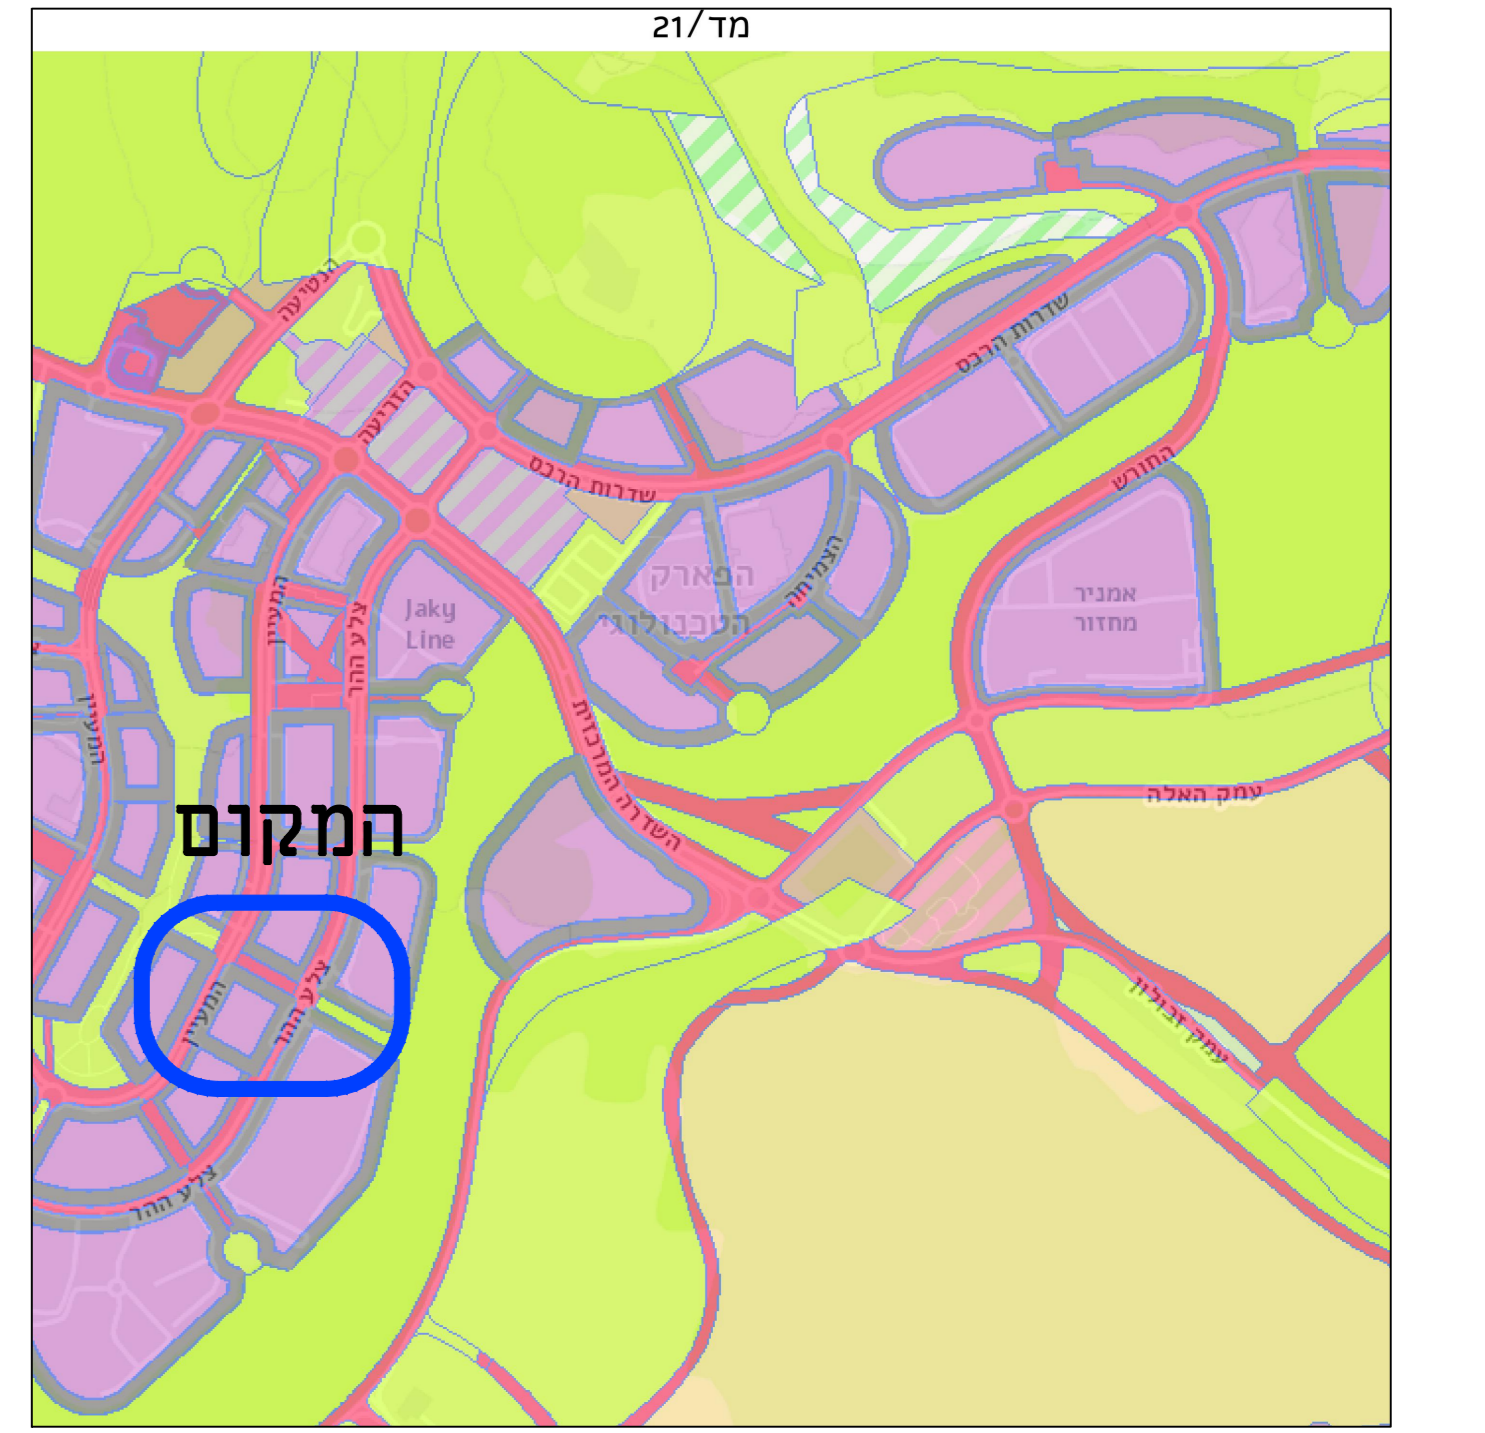 מד/21
הנטיעה
הזריעה
שדרות הרכס
שדרות הרכס
החורש
הצמיחה
הפארק
הטכנולוגי
אמניר
מחזור
Jaky
Line
המעיין
צלע ההר
המעיין
השדרה המרכזית
עמק האלה
המקום
המעיין
צלע ההר
עמק זבולון
צלע ההר